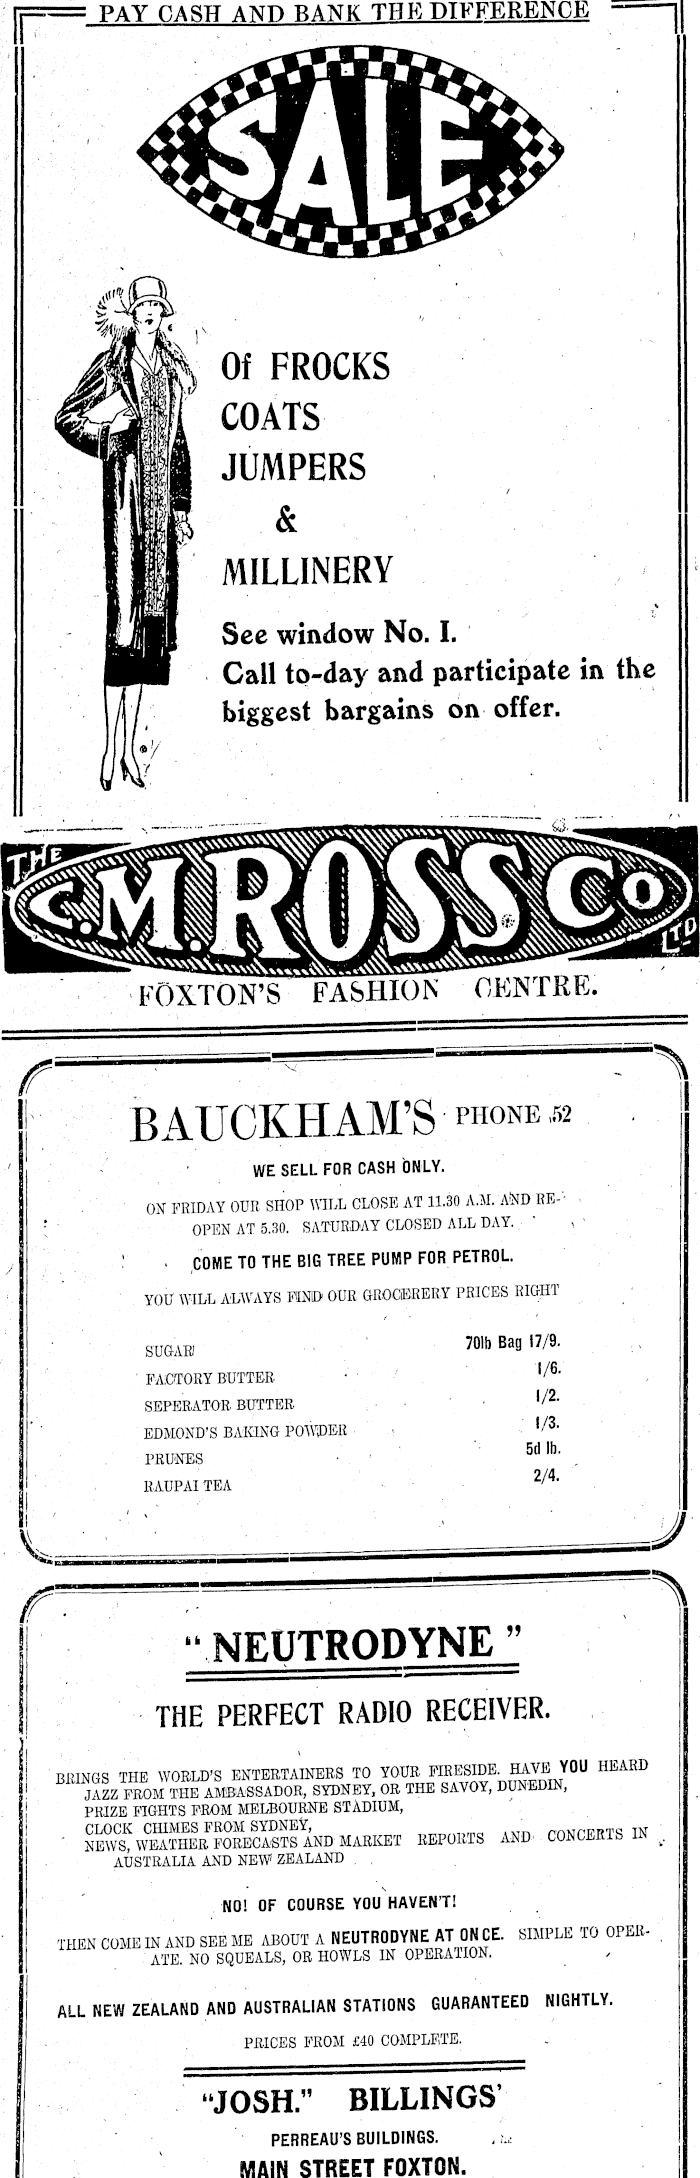 PAY CASH AND BANK THE DIFFERENCE
SALE
Of FROCKS
COATS
JUMPERS
&
MILLINERY
See window No. I.
Call to-day and participate in the
biggest bargains on offer.
THE C.M. ROSS Co LTD
FOXTON'S FASHION CENTRE.
BAUCKHAM'S PHONE 52
WE SELL FOR CASH ONLY.
ON FRIDAY OUR SHOP WILL CLOSE AT 11.30 A.M. AND RE-
OPEN AT 5.30. SATURDAY CLOSED ALL DAY.
COME TO THE BIG TREE PUMP FOR PETROL.
YOU WILL ALWAYS FIND OUR GROCERERY PRICES RIGHT
SUGAR 70lb Bag 17/9.
FACTORY BUTTER 1/6.
SEPERATOR BUTTER 1/2.
EDMOND'S BAKING POWDER 1/3.
PRUNES 5d lb.
RAUPAI TEA 2/4.
"NEUTRODYNE"
THE PERFECT RADIO RECEIVER.
BRINGS THE WORLD'S ENTERTAINERS TO YOUR FIRESIDE. HAVE YOU HEARD
JAZZ FROM THE AMBASSADOR, SYDNEY, OR THE SAVOY, DUNEDIN,
PRIZE FIGHTS FROM MELBOURNE STADIUM,
CLOCK CHIMES FROM SYDNEY,
NEWS, WEATHER FORECASTS AND MARKET REPORTS AND CONCERTS IN
AUSTRALIA AND NEW ZEALAND
NO! OF COURSE YOU HAVEN'T!
THEN COME IN AND SEE ME ABOUT A NEUTRODYNE AT ONCE. SIMPLE TO OPER-
ATE. NO SQUEALS, OR HOWLS IN OPERATION.
ALL NEW ZEALAND AND AUSTRALIAN STATIONS GUARANTEED NIGHTLY.
PRICES FROM £40 COMPLETE.
"JOSH." BILLINGS'
PERREAU'S BUILDINGS.
MAIN STREET FOXTON.